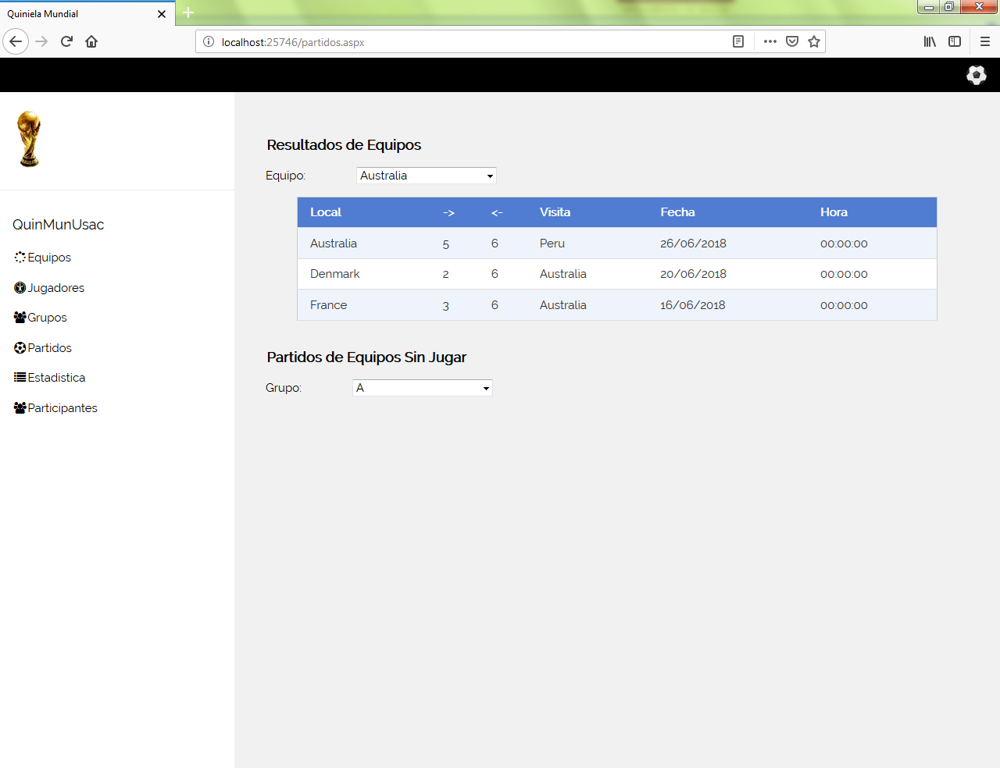 Quiniela Mundial
localhost:25746/partidos.aspx
Resultados de Equipos
Equipo: Australia
Local -> <- Visita Fecha Hora
Australia 5 6 Peru 26/06/2018 00:00:00
Denmark 2 6 Australia 20/06/2018 00:00:00
France 3 6 Australia 16/06/2018 00:00:00
Partidos de Equipos Sin Jugar
Grupo: A
QuinMunUsac
Equipos
Jugadores
Grupos
Partidos
Estadistica
Participantes